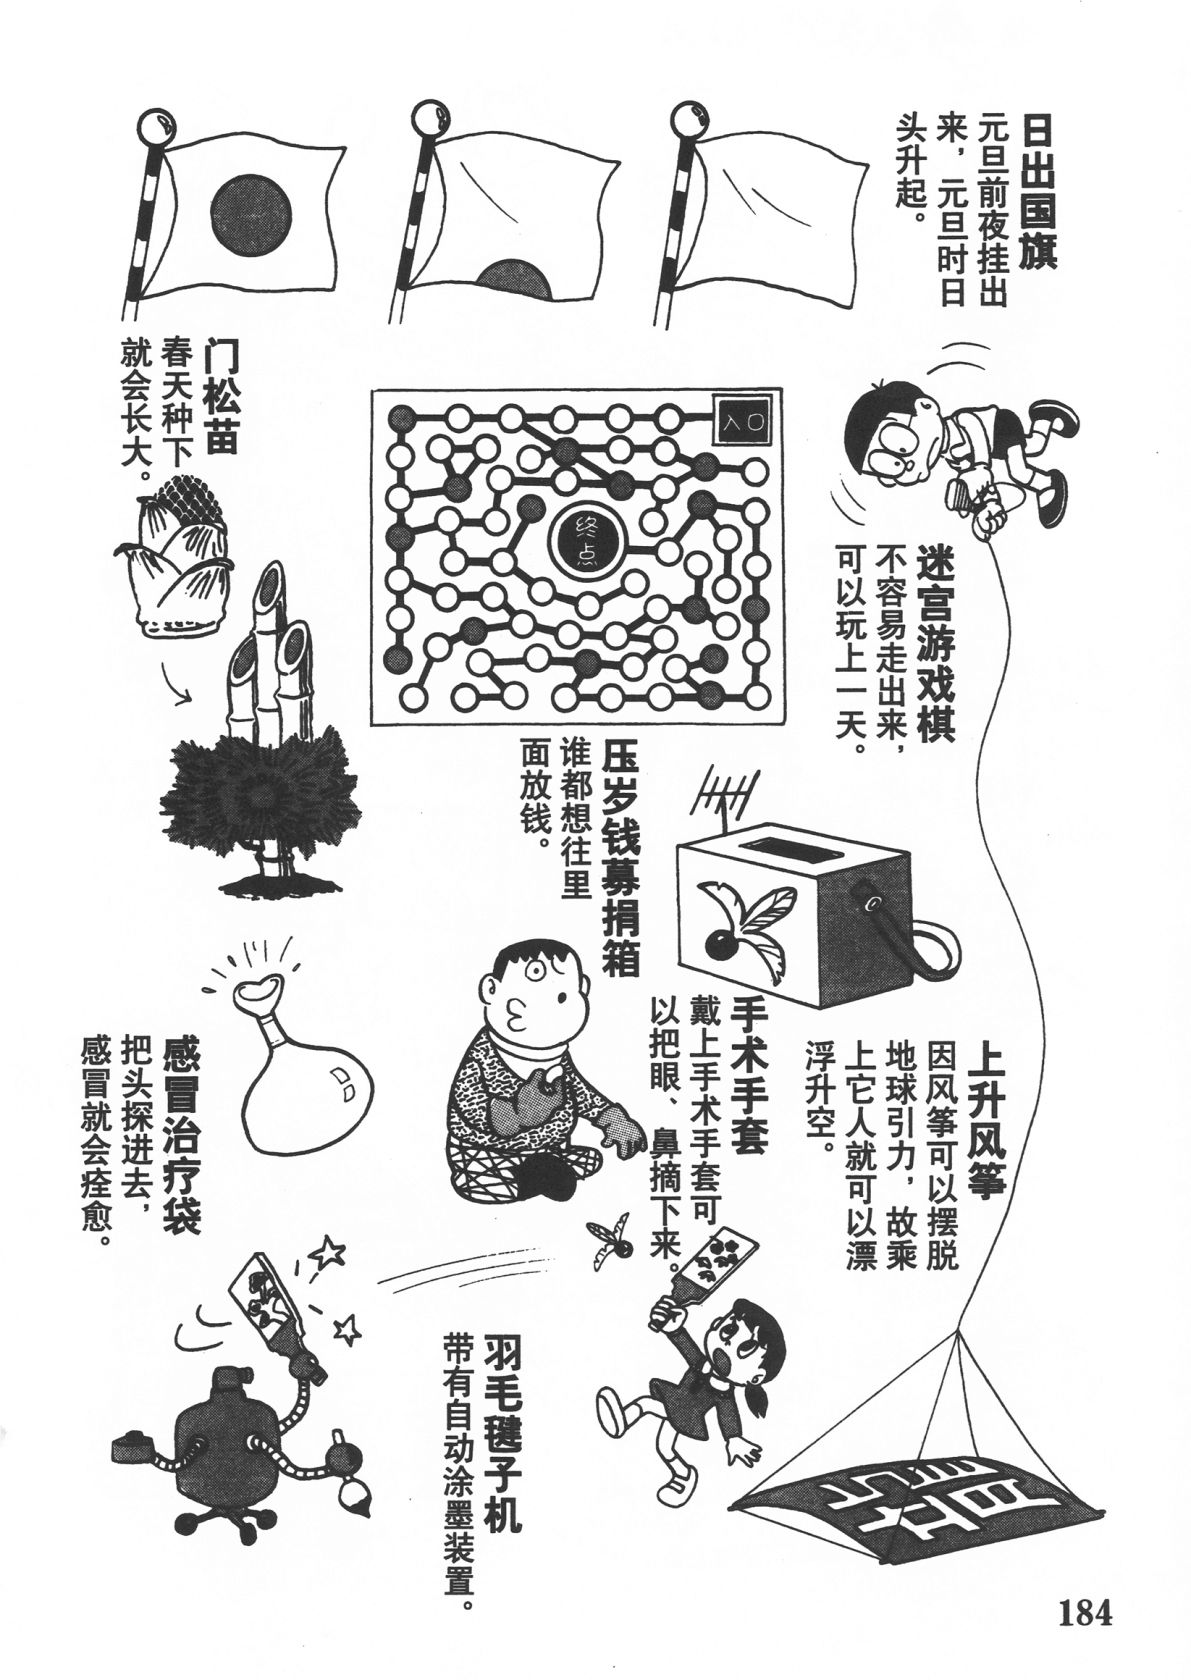 日出国旗
元旦前夜挂出
来，元旦时日
头升起。
门松苗
春天种下
就会长大。
入口
终点
迷宫游戏棋
不容易走出来，
可以玩上一天。
压岁钱募捐箱
谁都想往里
面放钱。
手术手套
戴上手术手套可
以把眼、鼻摘下来。
上升风筝
因风筝可以摆脱
地球引力，故乘
上它人就可以漂
浮升空。
感冒治疗袋
把头探进去，
感冒就会痊愈。
羽毛毽子机
带有自动涂墨装置。
184